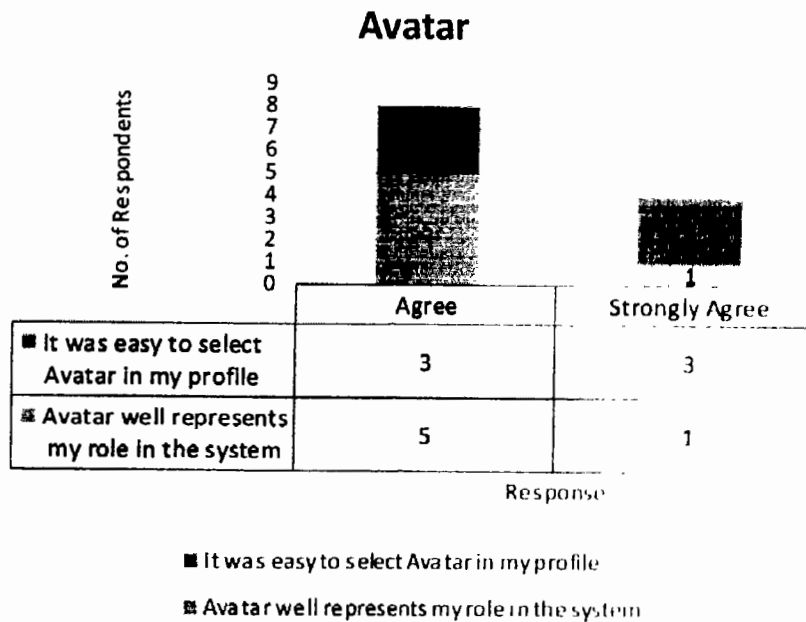 Avatar
No. of Respondents
9
8
7
6
5
4
3
2
1
0
1
Agree Strongly Agree
It was easy to select
Avatar in my profile
3 3
Avatar well represents
my role in the system
5 1
Response
It was easy to select Avatar in my profile
Avatar well represents my role in the system